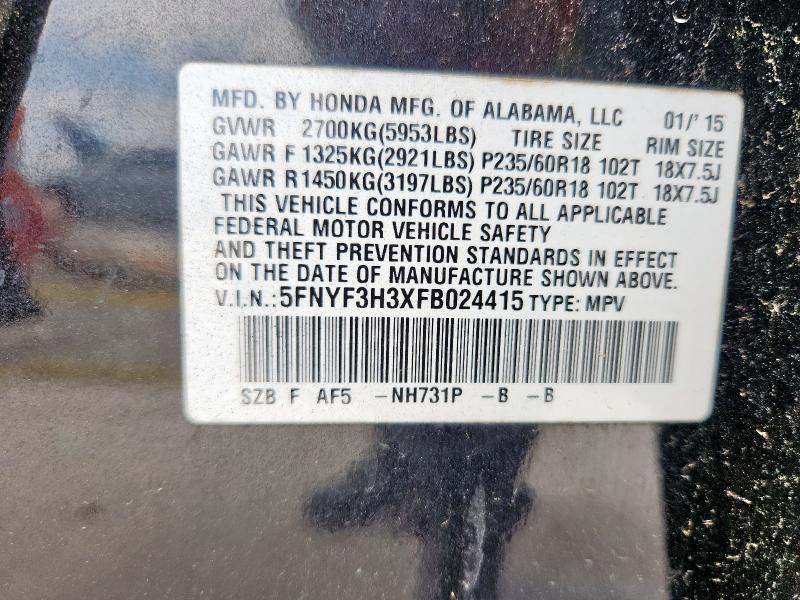 MFD. BY HONDA MFG. OF ALABAMA, LLC 01/'15
GVWR 2700KG(5953LBS) TIRE SIZE RIM SIZE
GAWR F 1325KG(2921LBS) P235/60R18 102T 18X7.5J
GAWR R1450KG(3197LBS) P235/60R18 102T 18X7.5J
THIS VEHICLE CONFORMS TO ALL APPLICABLE
FEDERAL MOTOR VEHICLE SAFETY
AND THEFT PREVENTION STANDARDS IN EFFECT
ON THE DATE OF MANUFACTURE SHOWN ABOVE.
V.I.N.: 5FNYF3H3XFB024415 TYPE: MPV
SZB F AF5 -NH731P -B -B